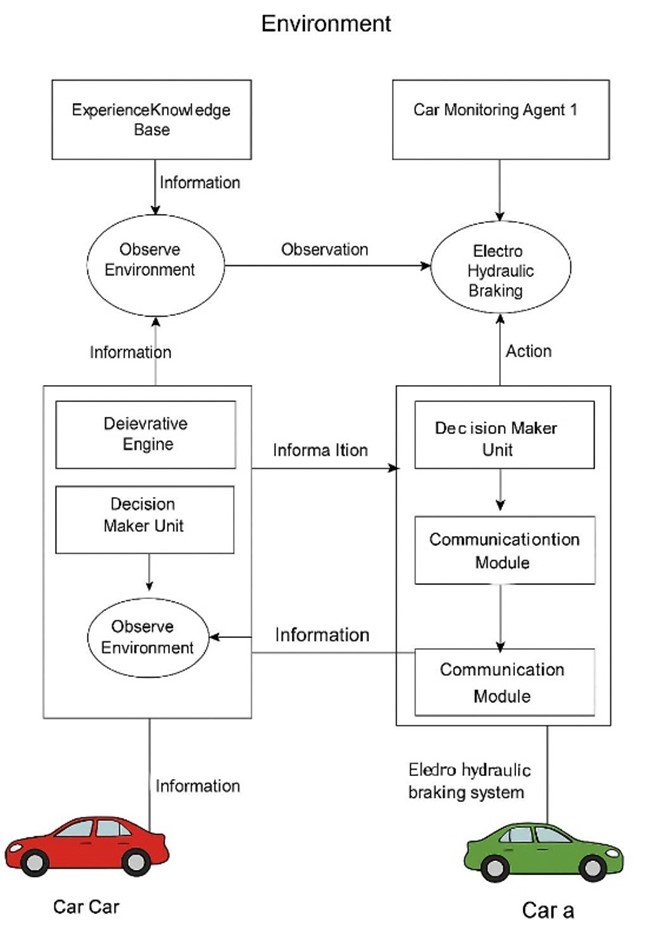 Environment
ExperienceKnowledge
Base
Car Monitoring Agent 1
Information
Observe
Environment
Observation
Electro
Hydraulic
Braking
Information
Action
Deievrative
Engine
Decision Maker
Unit
Informa Ition
Decision
Maker Unit
Communicationtion
Module
Observe
Environment
Information
Communication
Module
Information
Eledro hydraulic
braking system
Car Car
Car a